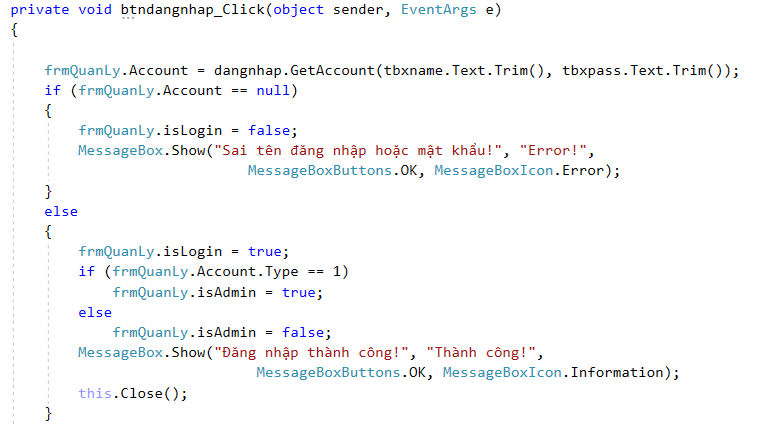 private void btndangnhap_Click(object sender, EventArgs e)
{
frmQuanLy.Account = dangnhap.GetAccount(tbxname.Text.Trim(), tbxpass.Text.Trim());
if (frmQuanLy.Account == null)
{
frmQuanLy.isLogin = false;
MessageBox.Show("Sai tên đăng nhập hoặc mật khẩu!", "Error!",
MessageBoxButtons.OK, MessageBoxIcon.Error);
}
else
{
frmQuanLy.isLogin = true;
if (frmQuanLy.Account.Type == 1)
frmQuanLy.isAdmin = true;
else
frmQuanLy.isAdmin = false;
MessageBox.Show("Đăng nhập thành công!", "Thành công!",
MessageBoxButtons.OK, MessageBoxIcon.Information);
this.Close();
}